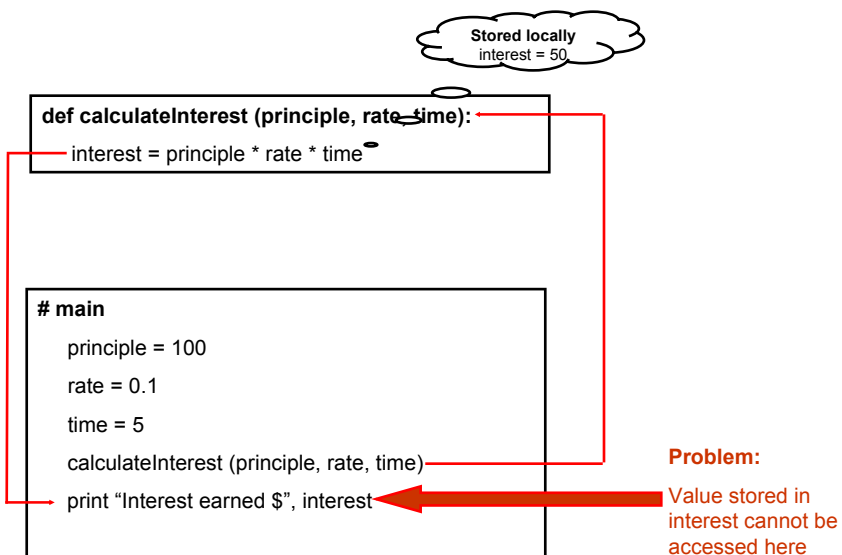 Stored locally
interest = 50
def calculateInterest (principle, rate, time):
interest = principle * rate * time
# main
principle = 100
rate = 0.1
time = 5
calculateInterest (principle, rate, time)
print “Interest earned $”, interest
Problem:
Value stored in
interest cannot be
accessed here